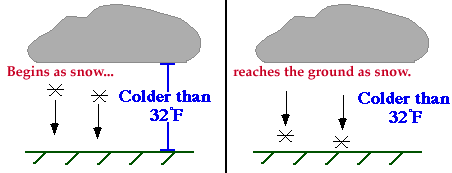 Begins as snow...
Colder than
32°F
reaches the ground as snow.
Colder than
32°F